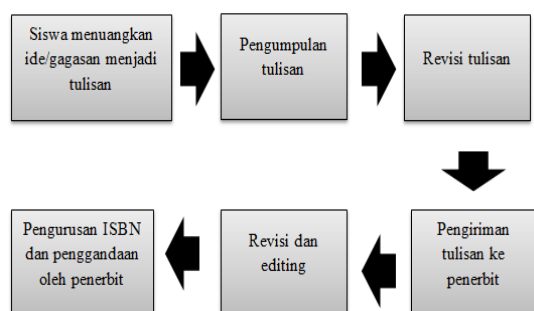 Siswa menuangkan
ide/gagasan menjadi
tulisan
Pengumpulan
tulisan
Revisi tulisan
Pengiriman
tulisan ke
penerbit
Revisi dan
editing
Pengurusan ISBN
dan penggandaan
oleh penerbit